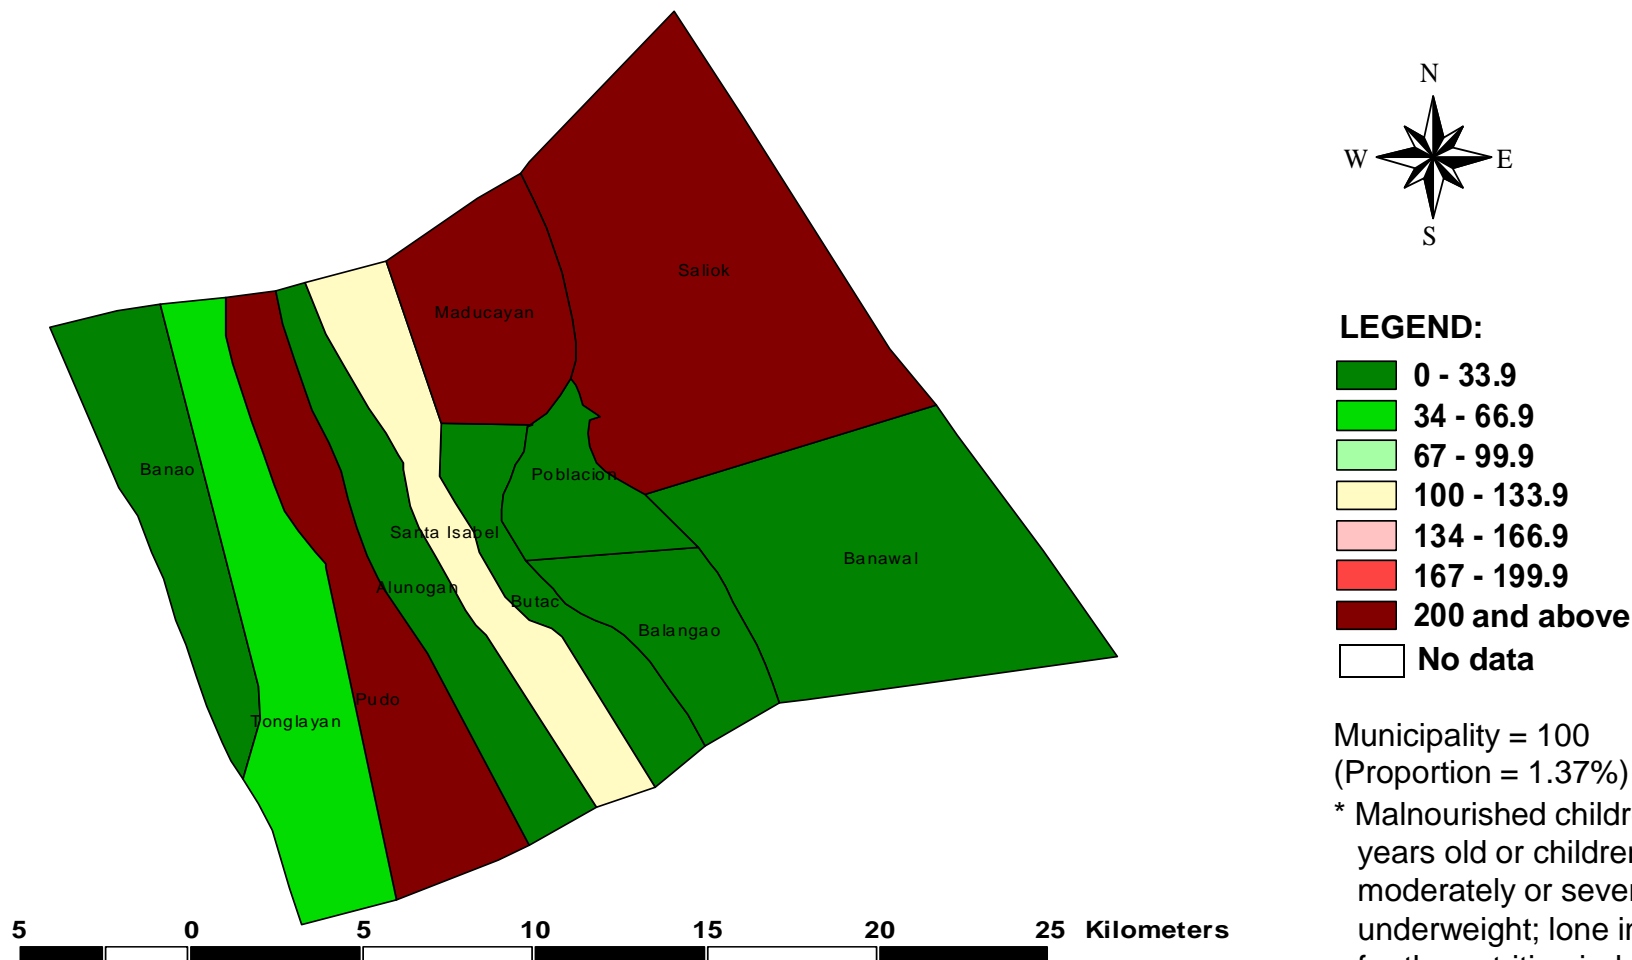 N
W E
S
Saliok
Maducayan
Banao
Poblacion
Santa Isabel
Banawal
Alunogan
Butac
Balangao
Pudo
Tonglayan
LEGEND:
0 - 33.9
34 - 66.9
67 - 99.9
100 - 133.9
134 - 166.9
167 - 199.9
200 and above
No data
Municipality = 100
(Proportion = 1.37%)
* Malnourished
years old or children
moderately or
underweight; lone
5 0 5 10 15 20 25 Kilometers